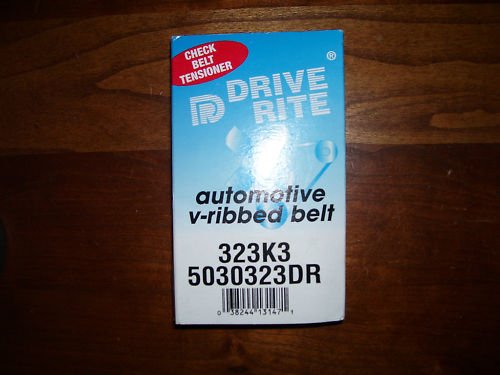 CHECK
BELT
TENSIONER
DRIVE
RITE
®
automotive
v-ribbed belt
323K3
5030323DR
0 38244 13147 1